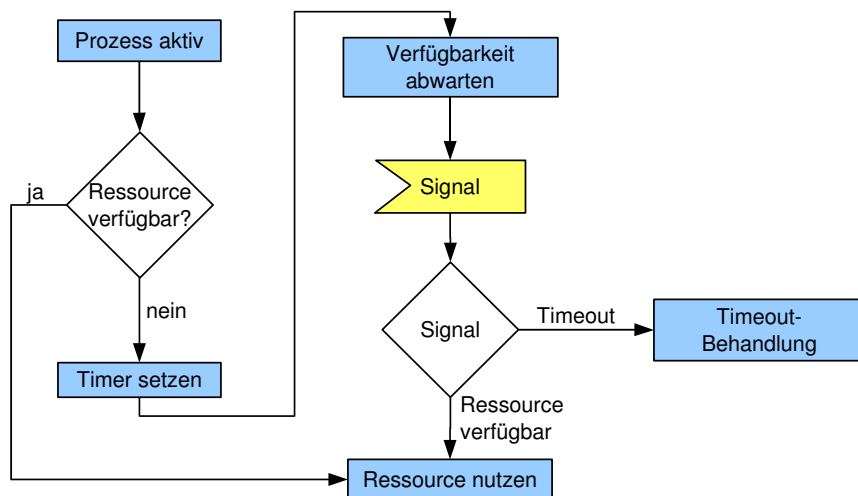 Prozess aktiv
Ressource
verfügbar?
ja
nein
Timer setzen
Verfügbarkeit
abwarten
Signal
Signal
Timeout
Timeout-
Behandlung
Ressource
verfügbar
Ressource nutzen